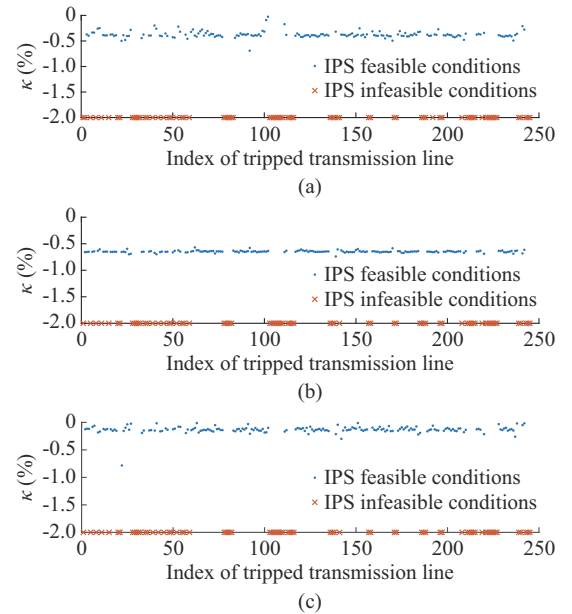 0
-0.5
-1.0
-1.5
-2.0
κ (%)
IPS feasible conditions
IPS infeasible conditions
0 50 100 150 200 250
Index of tripped transmission line
(a)
0
-0.5
-1.0
-1.5
-2.0
κ (%)
IPS feasible conditions
IPS infeasible conditions
0 50 100 150 200 250
Index of tripped transmission line
(b)
0
-0.5
-1.0
-1.5
-2.0
κ (%)
IPS feasible conditions
IPS infeasible conditions
0 50 100 150 200 250
Index of tripped transmission line
(c)